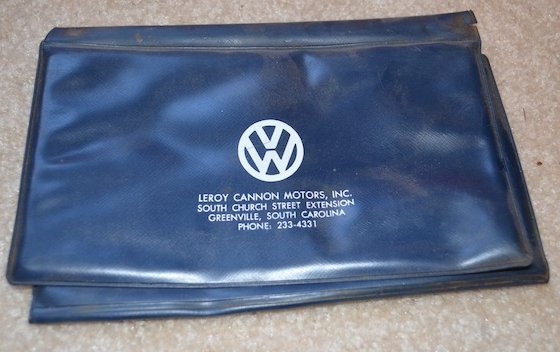 LEROY CANNON MOTORS, INC.
SOUTH CHURCH STREET EXTENSION
GREENVILLE, SOUTH CAROLINA
PHONE: 233-4331